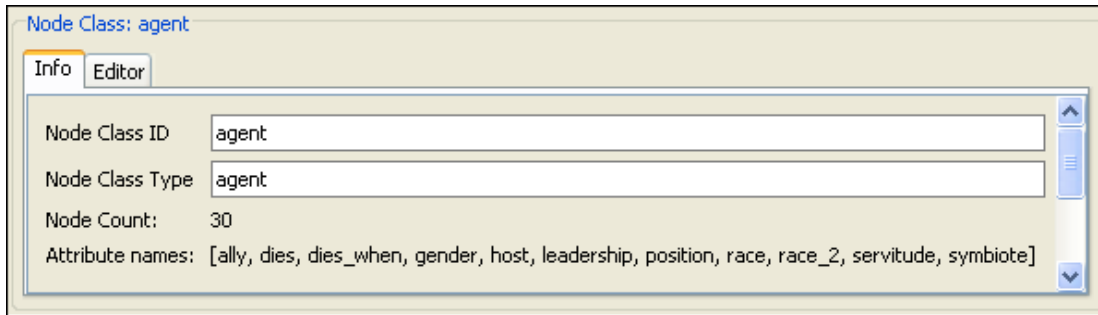 Node Class: agent
Info Editor
Node Class ID agent
Node Class Type agent
Node Count: 30
Attribute names: [ally, dies, dies_when, gender, host, leadership, position, race, race_2, servitude, symbiote]